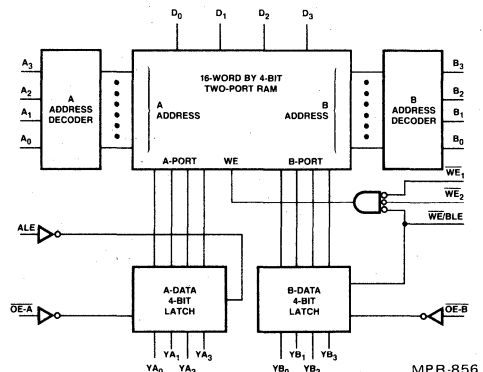 D0 D1 D2 D3
A3
A2
A1
A0
A
ADDRESS
DECODER
16-WORD BY 4-BIT
TWO-PORT RAM
A
ADDRESS
B
ADDRESS
A-PORT WE B-PORT
B
ADDRESS
DECODER
B3
B2
B1
B0
WE1
WE2
WE/BLE
ALE
OE-A
A-DATA
4-BIT
LATCH
B-DATA
4-BIT
LATCH
OE-B
YA1 YA3
YA0
YB1 YB3
YB0
MPR-856